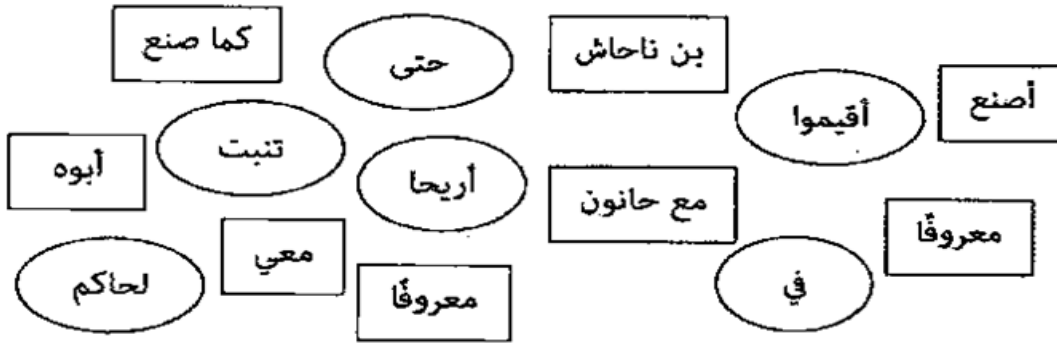 كما صنع
حتى
بن ناحاش
أقيموا
أصنع
تنبت
أبوه
أريحا
مع حانون
معروفًا
معي
لحاكم
معروفًا
في